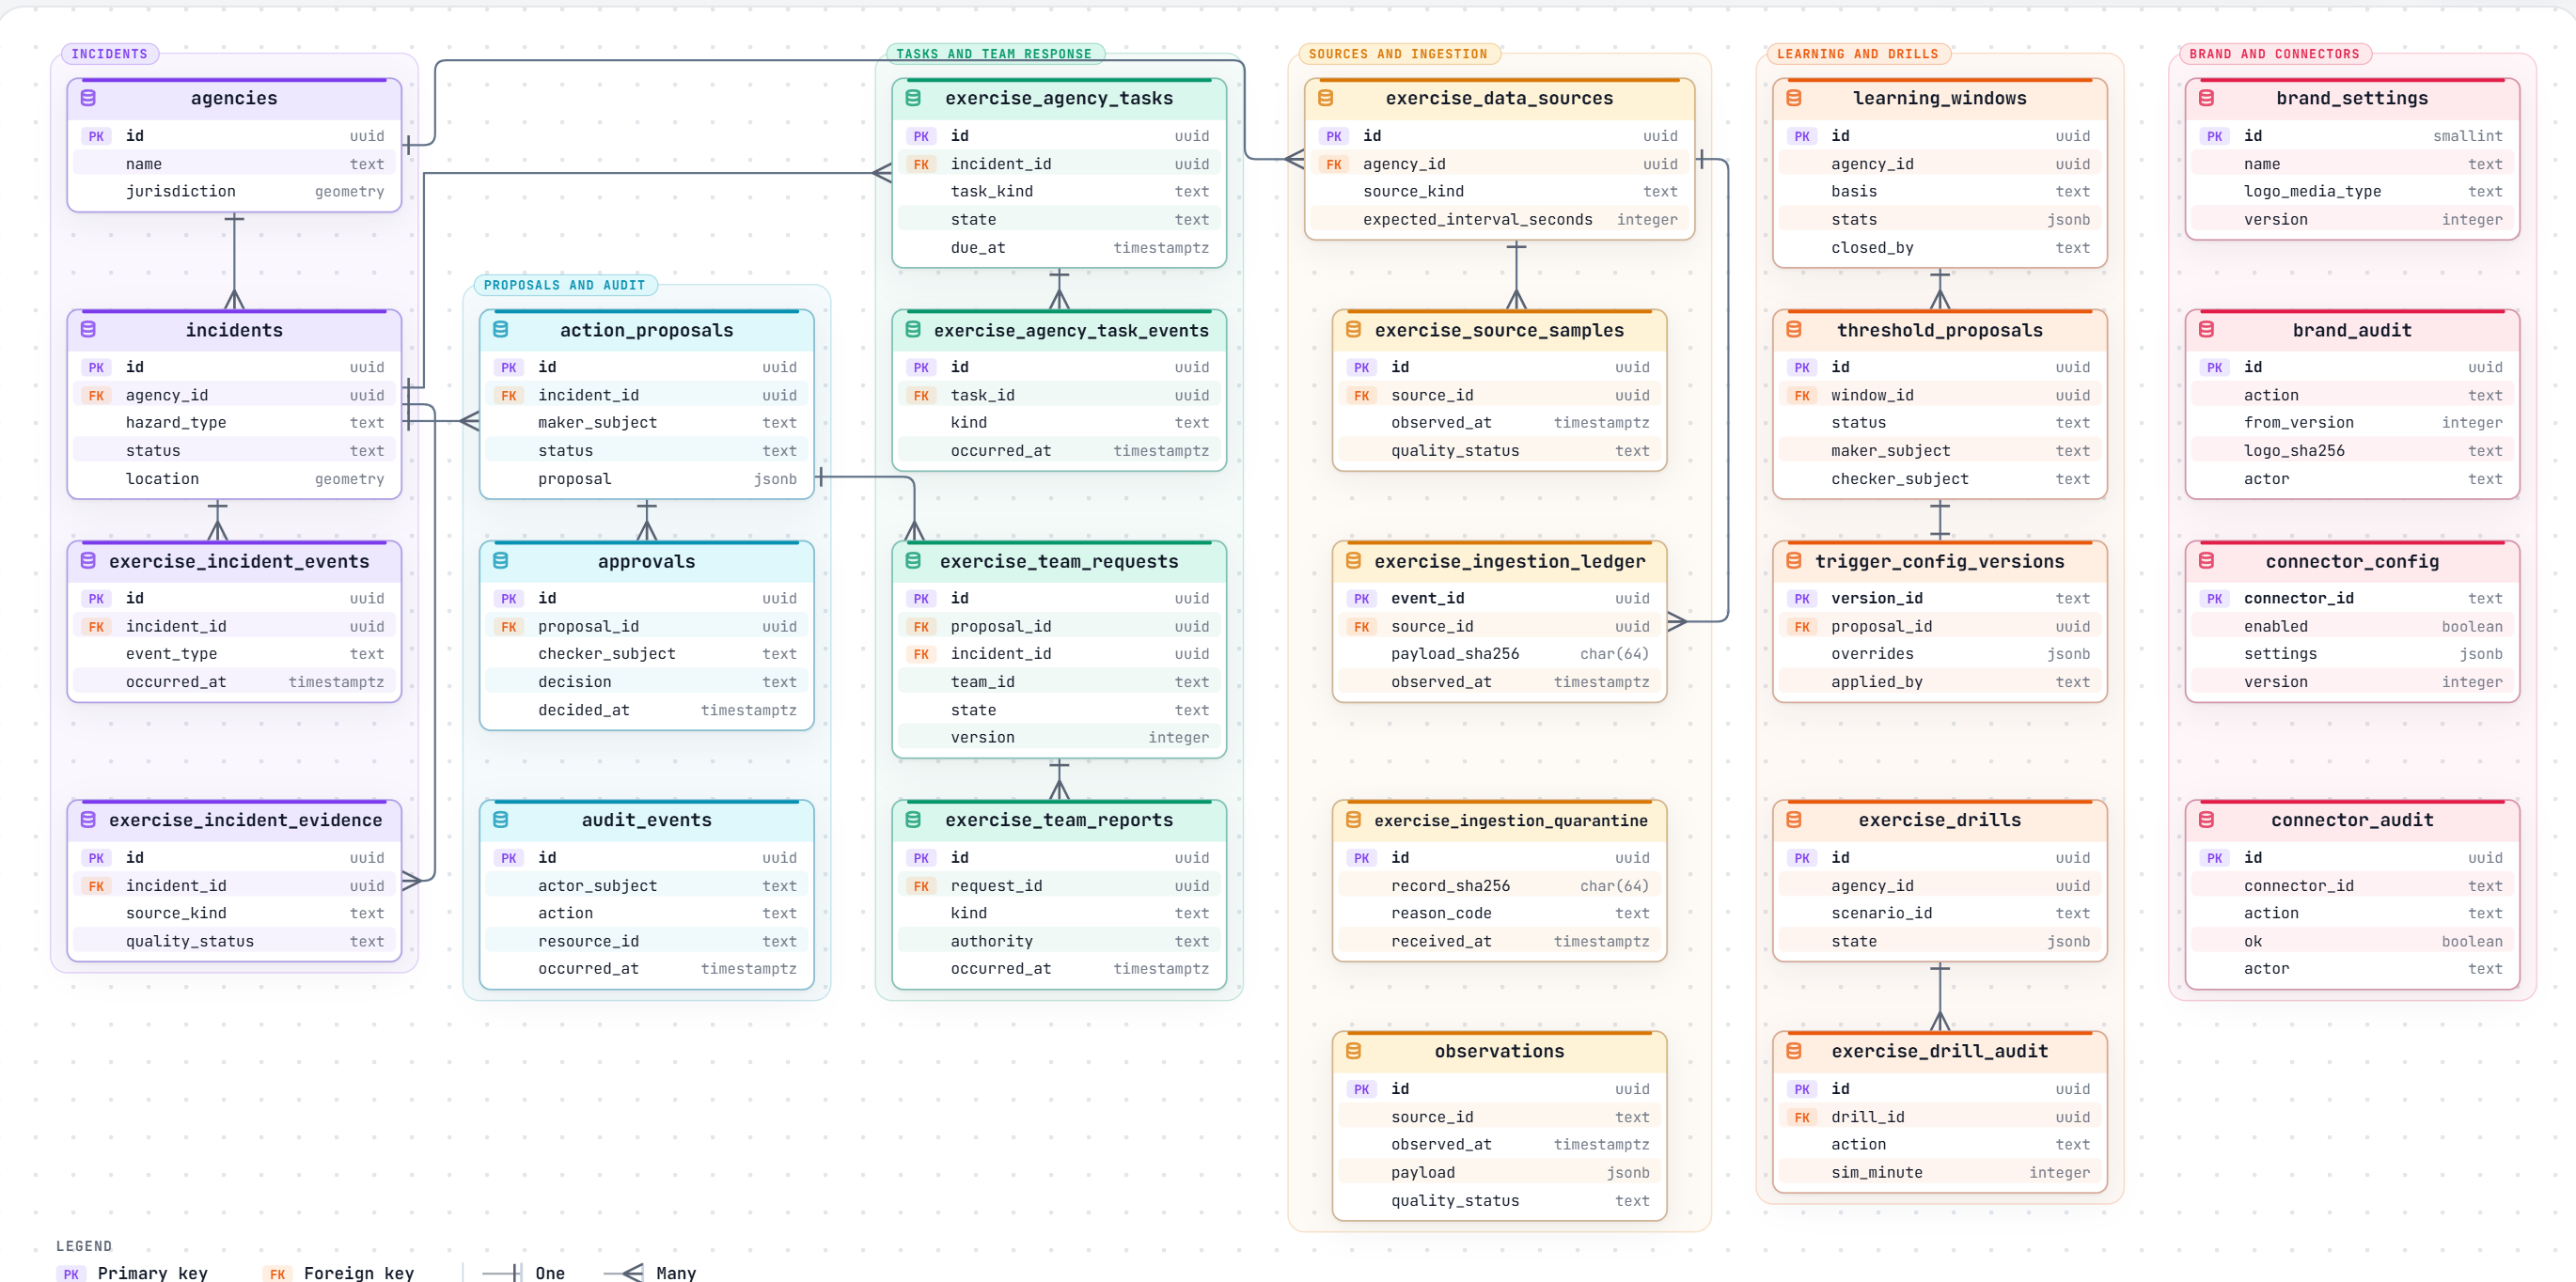 INCIDENTS
agencies
PK id uuid
name text
jurisdiction geometry
incidents
PK id uuid
FK agency_id uuid
hazard_type text
status text
location geometry
exercise_incident_events
PK id uuid
FK incident_id uuid
event_type text
occurred_at timestamptz
exercise_incident_evidence
PK id uuid
FK incident_id uuid
source_kind text
quality_status text
PROPOSALS AND AUDIT
action_proposals
PK id uuid
FK incident_id uuid
maker_subject text
status text
proposal jsonb
approvals
PK id uuid
FK proposal_id uuid
checker_subject text
decision text
decided_at timestamptz
audit_events
PK id uuid
actor_subject text
action text
resource_id text
occurred_at timestamptz
TASKS AND TEAM RESPONSE
exercise_agency_tasks
PK id uuid
FK incident_id uuid
task_kind text
state text
due_at timestamptz
exercise_agency_task_events
PK id uuid
FK task_id uuid
kind text
occurred_at timestamptz
exercise_team_requests
PK id uuid
FK proposal_id uuid
FK incident_id uuid
team_id text
state text
version integer
exercise_team_reports
PK id uuid
FK request_id uuid
kind text
authority text
occurred_at timestamptz
SOURCES AND INGESTION
exercise_data_sources
PK id uuid
FK agency_id uuid
source_kind text
expected_interval_seconds integer
exercise_source_samples
PK id uuid
FK source_id uuid
observed_at timestamptz
quality_status text
exercise_ingestion_ledger
PK event_id uuid
FK source_id uuid
payload_sha256 char(64)
observed_at timestamptz
exercise_ingestion_quarantine
PK id uuid
record_sha256 char(64)
reason_code text
received_at timestamptz
observations
PK id uuid
source_id text
observed_at timestamptz
payload jsonb
quality_status text
LEARNING AND DRILLS
learning_windows
PK id uuid
agency_id uuid
basis text
stats jsonb
closed_by text
threshold_proposals
PK id uuid
FK window_id uuid
status text
maker_subject text
checker_subject text
trigger_config_versions
PK version_id text
FK proposal_id uuid
overrides jsonb
applied_by text
exercise_drills
PK id uuid
agency_id uuid
scenario_id text
state jsonb
exercise_drill_audit
PK id uuid
FK drill_id uuid
action text
sim_minute integer
BRAND AND CONNECTORS
brand_settings
PK id smallint
name text
logo_media_type text
version integer
brand_audit
PK id uuid
action text
from_version integer
logo_sha256 text
actor text
connector_config
PK connector_id text
enabled boolean
settings jsonb
version integer
connector_audit
PK id uuid
connector_id text
action text
ok boolean
actor text
LEGEND
PK Primary key FK Foreign key One Many